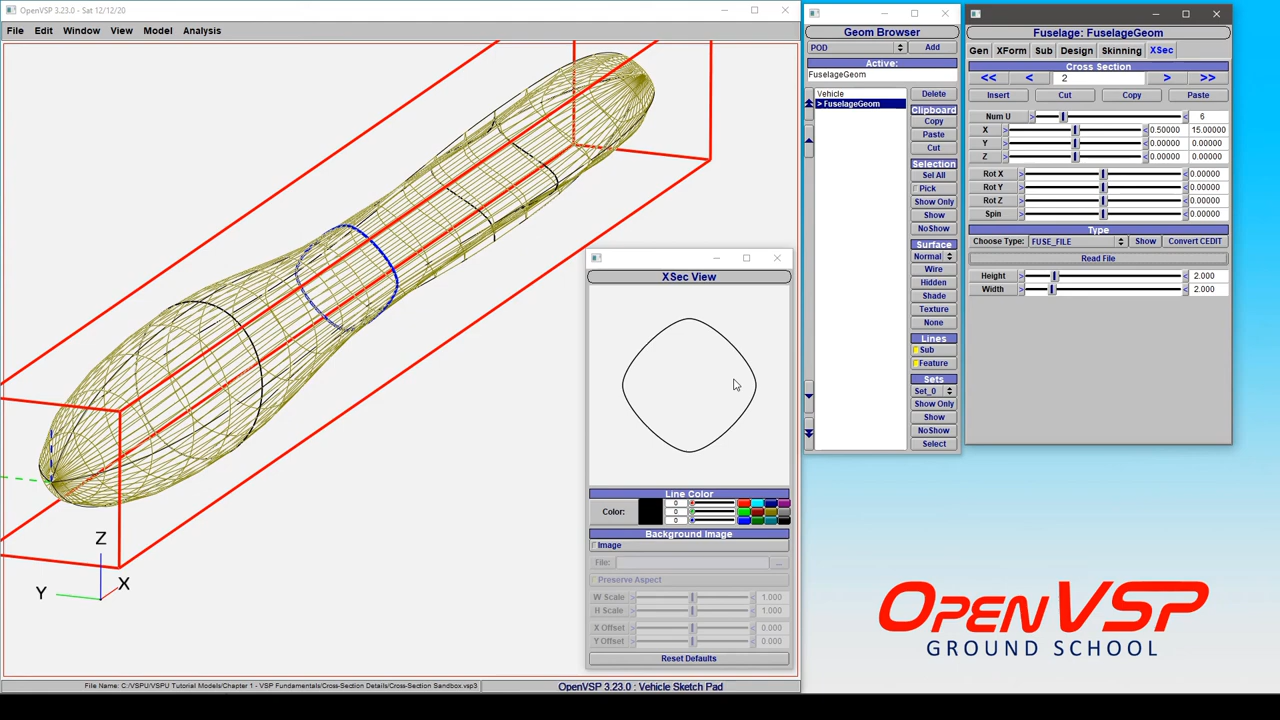 OpenVSP - Sat 12/12/20
File Edit Window View Model Analysis
Z
Y
X
File Name: C:/VSPU/VSPU Tutorial Models/Chapter 1 - VSP Fundamentals/Cross-Section Details/Cross-Section Sandbox.vsp3
OpenVSP 3.23.0 : Vehicle Sketch Pad
XSec View
Line Color
Color:
0
0
0
Background Image
Image
File: ...
Preserve Aspect
W Scale > < 1.000
H Scale > < 1.000
X Offset > < 0.000
Y Offset > < 0.000
Reset Defaults
Geom Browser
POD Add
Active:
FuselageGeom
Vehicle
> FuselageGeom
Delete
Clipboard
Copy
Paste
Cut
Selection
Sel All
Pick
Show Only
Show
NoShow
Surface
Normal
Wire
Hidden
Shade
Texture
None
Lines
Sub
Feature
Sets
Set_0
Show Only
Show
NoShow
Select
Fuselage: FuselageGeom
Gen XForm Sub Design Skinning XSec
Cross Section
<< < 2 > >>
Insert Cut Copy Paste
Num U > < 6
X > < 0.50000 15.00000
Y > < 0.00000 0.00000
Z > < 0.00000 0.00000
Rot X > < 0.00000
Rot Y > < 0.00000
Rot Z > < 0.00000
Spin > < 0.00000
Type
Choose Type: FUSE_FILE Show Convert CEDIT
Read File
Height > < 2.000
Width > < 2.000
OpenVSP
GROUND SCHOOL